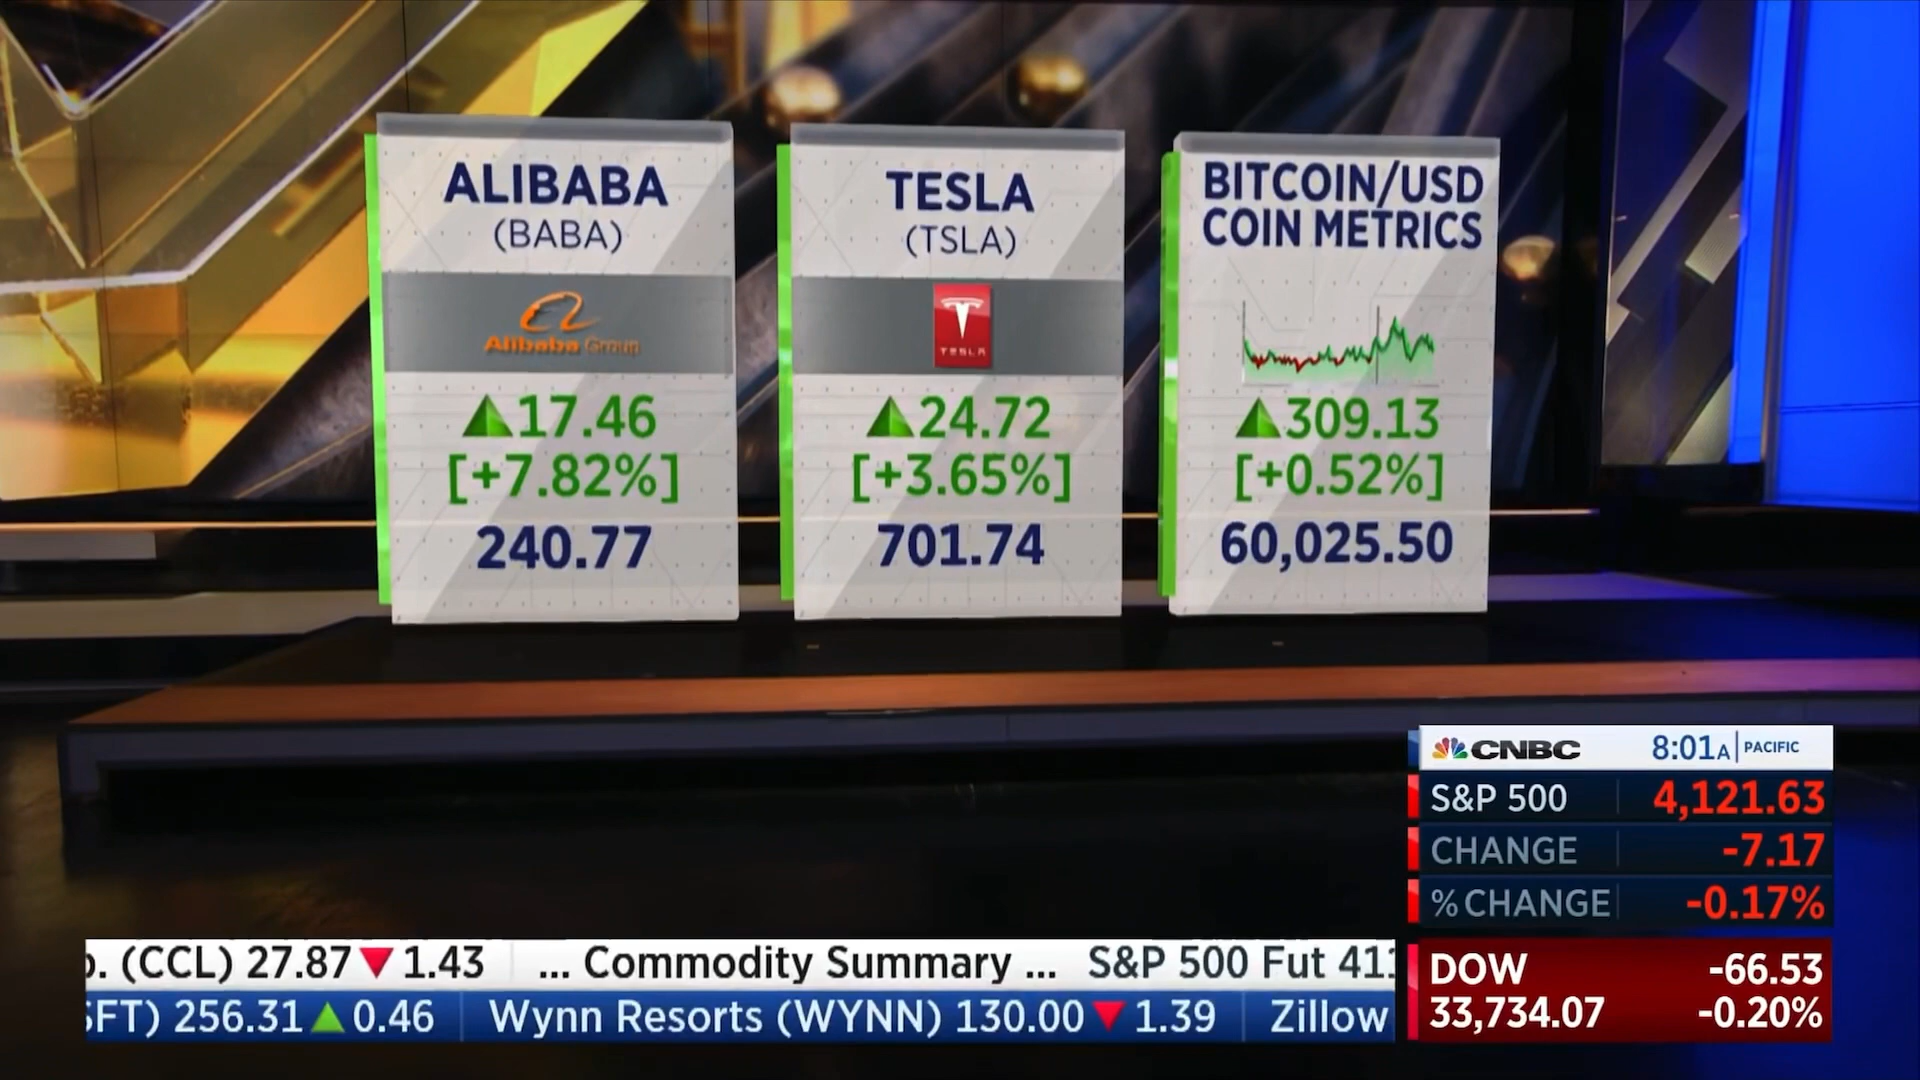 ALIBABA
(BABA)
Alibaba Group
▲17.46
[+7.82%]
240.77
TESLA
(TSLA)
TESLA
▲24.72
[+3.65%]
701.74
BITCOIN/USD
COIN METRICS
▲309.13
[+0.52%]
60,025.50
CNBC 8:01A PACIFIC
S&P 500 4,121.63
CHANGE -7.17
% CHANGE -0.17%
DOW -66.53
33,734.07 -0.20%
(CCL) 27.87▼1.43 ... Commodity Summary ... S&P 500 Fut
256.31▲0.46 Wynn Resorts (WYNN) 130.00▼1.39 Zillow